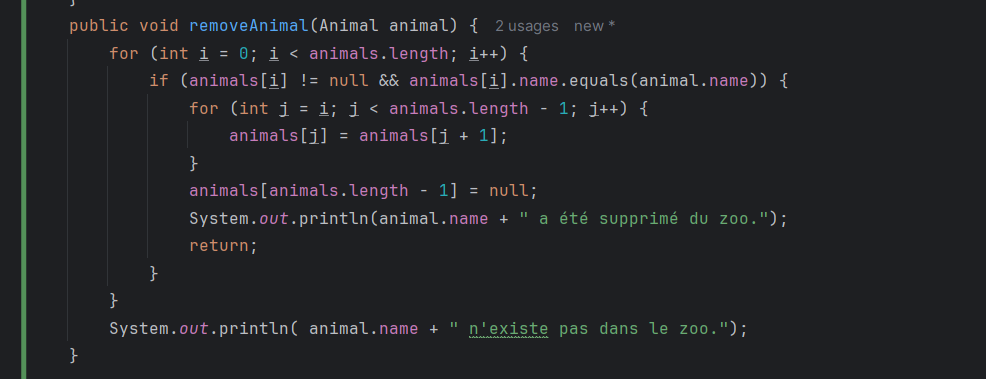 public void removeAnimal(Animal animal) { 2 usages new *
for (int i = 0; i < animals.length; i++) {
if (animals[i] != null && animals[i].name.equals(animal.name)) {
for (int j = i; j < animals.length - 1; j++) {
animals[j] = animals[j + 1];
}
animals[animals.length - 1] = null;
System.out.println(animal.name + " a été supprimé du zoo.");
return;
}
}
System.out.println( animal.name + " n'existe pas dans le zoo.");
}